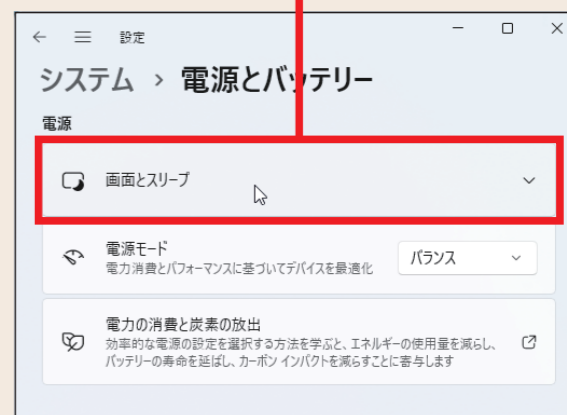 設定
システム › 電源とバッテリー
電源
画面とスリープ
電源モード
電力消費とパフォーマンスに基づいてデバイスを最適化
バランス
電力の消費と炭素の放出
効率的な電源の設定を選択する方法を学ぶと、エネルギーの使用量を減らし、
バッテリーの寿命を延ばし、カーボン インパクトを減らすことに寄与します